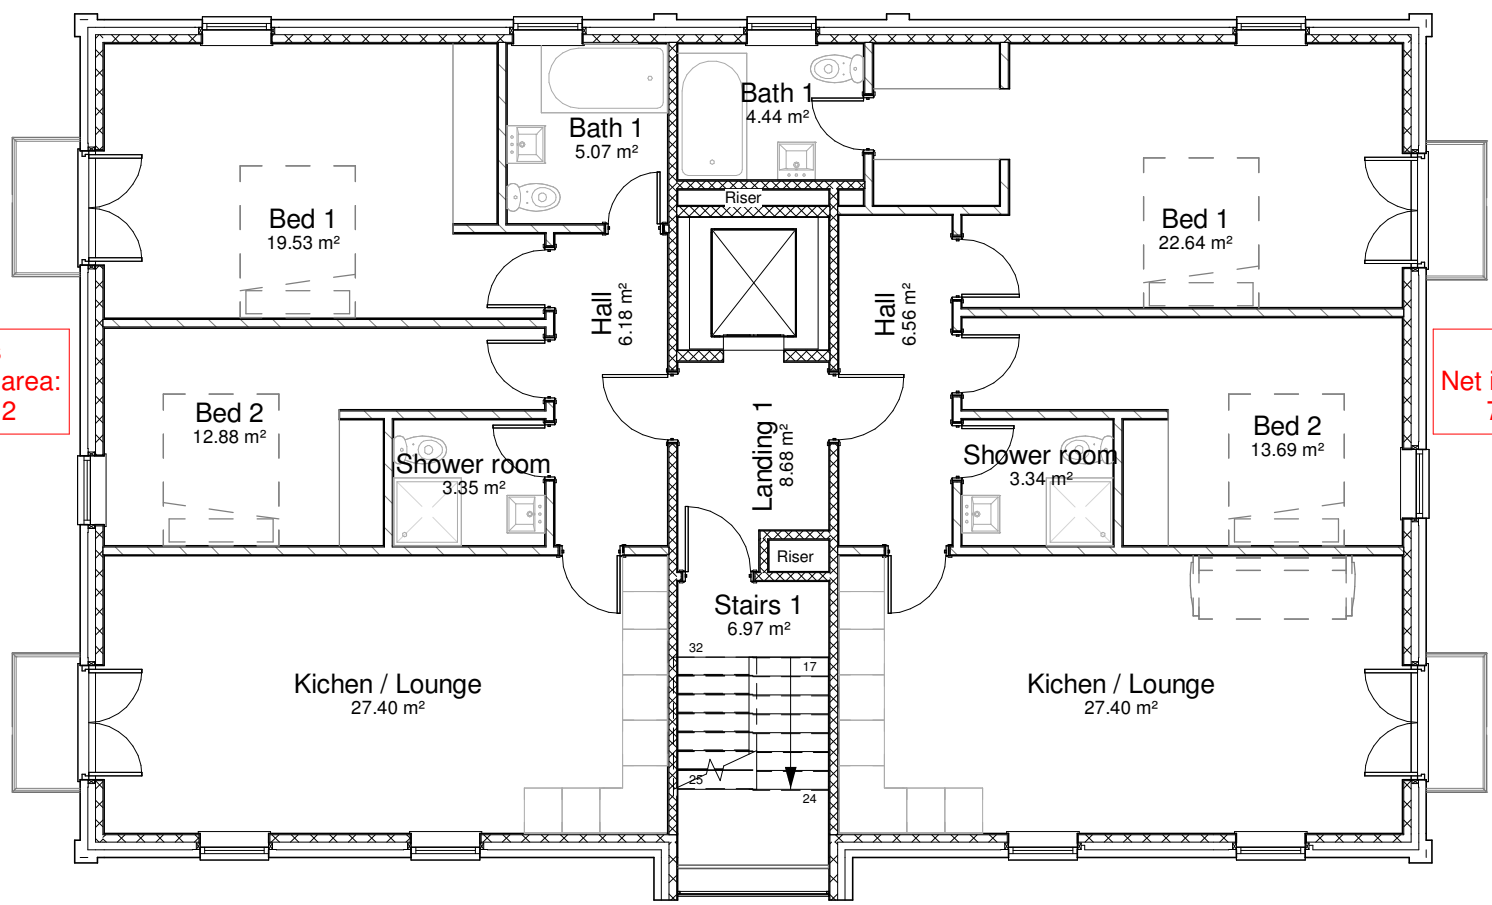 Bath 1
4.44 m²
Bath 1
5.07 m²
Riser
Bed 1
19.53 m²
Bed 1
22.64 m²
Hall
6.18 m²
Hall
6.56 m²
area:
2
Net i
7
Bed 2
12.88 m²
Landing 1
8.68 m²
Bed 2
13.69 m²
Shower room
3.35 m²
Shower room
3.34 m²
Riser
Stairs 1
6.97 m²
32
17
Kichen / Lounge
27.40 m²
Kichen / Lounge
27.40 m²
25
24